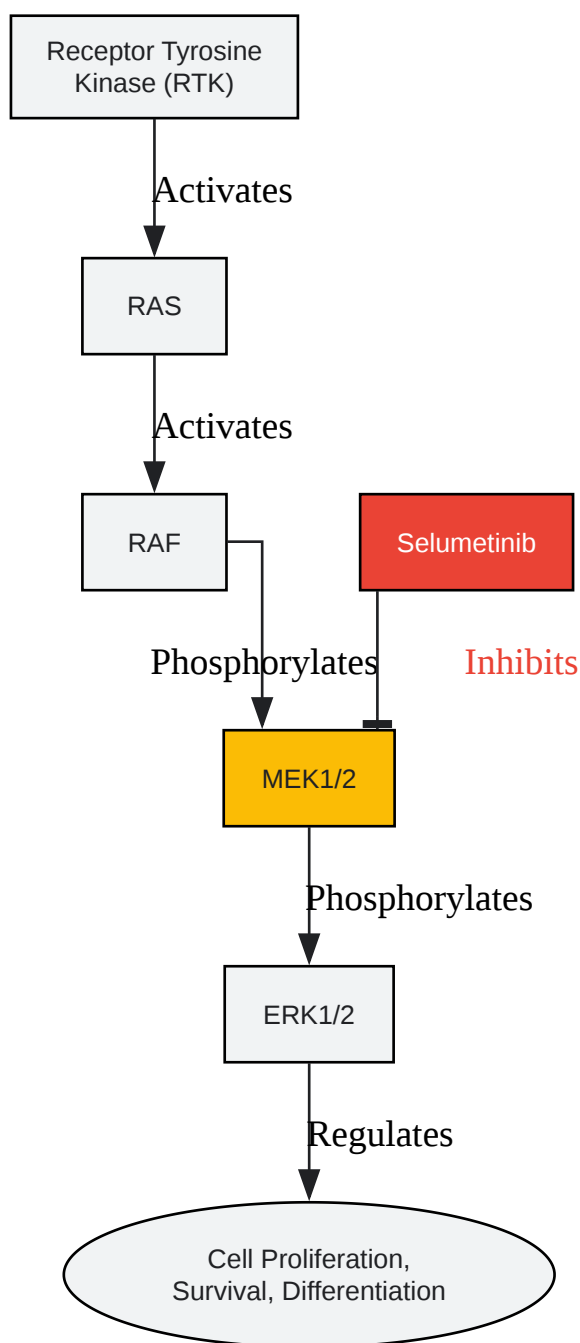 Receptor Tyrosine
Kinase (RTK)
Activates
RAS
Activates
RAF
Selumetinib
Phosphorylates
Inhibits
MEK1/2
Phosphorylates
ERK1/2
Regulates
Cell Proliferation,
Survival, Differentiation